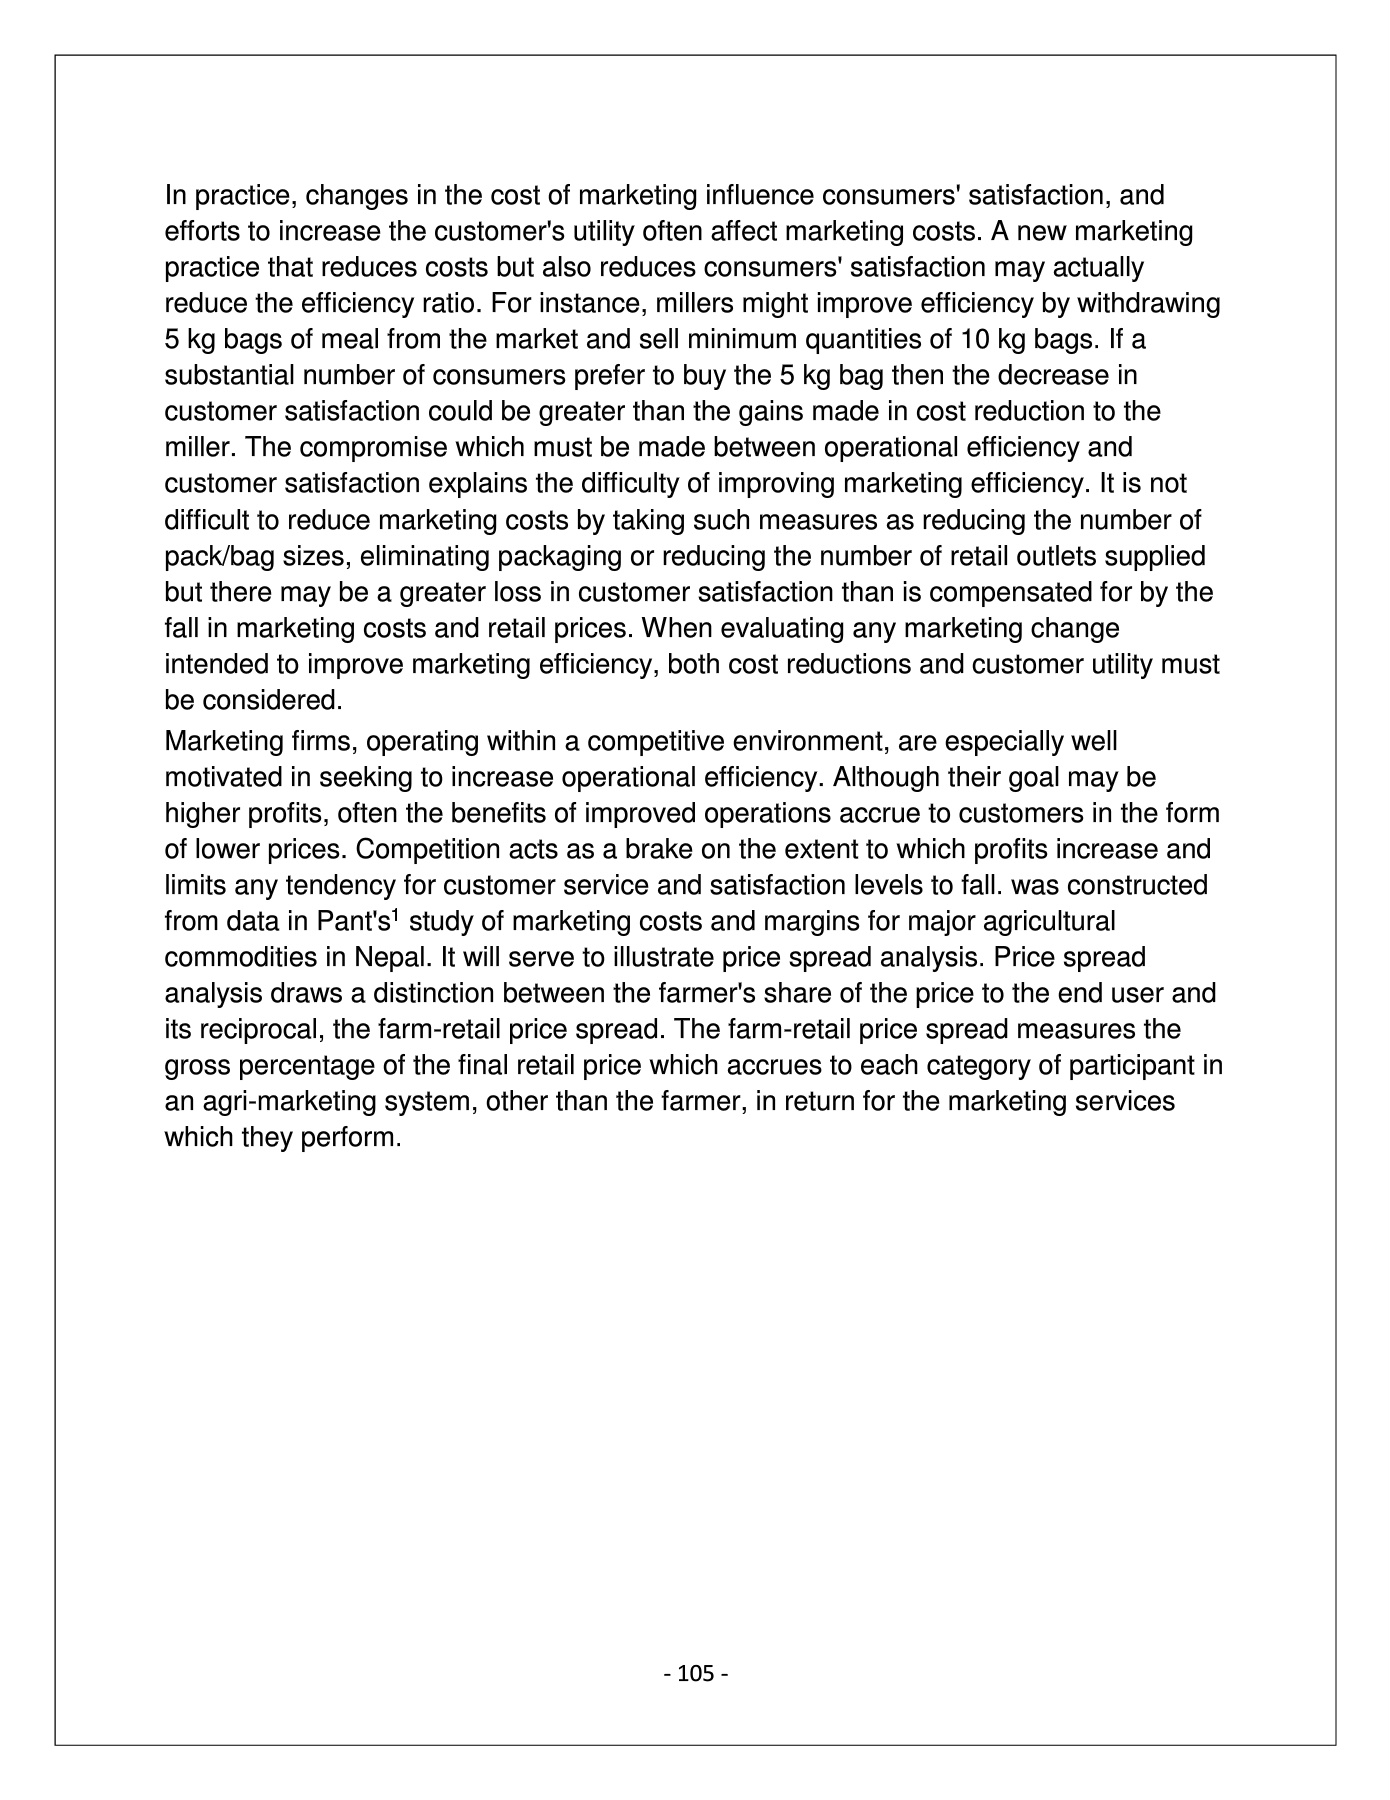 In practice, changes in the cost of marketing influence consumers' satisfaction, and
efforts to increase the customer's utility often affect marketing costs. A new marketing
practice that reduces costs but also reduces consumers' satisfaction may actually
reduce the efficiency ratio. For instance, millers might improve efficiency by withdrawing
5 kg bags of meal from the market and sell minimum quantities of 10 kg bags. If a
substantial number of consumers prefer to buy the 5 kg bag then the decrease in
customer satisfaction could be greater than the gains made in cost reduction to the
miller. The compromise which must be made between operational efficiency and
customer satisfaction explains the difficulty of improving marketing efficiency. It is not
difficult to reduce marketing costs by taking such measures as reducing the number of
pack/bag sizes, eliminating packaging or reducing the number of retail outlets supplied
but there may be a greater loss in customer satisfaction than is compensated for by the
fall in marketing costs and retail prices. When evaluating any marketing change
intended to improve marketing efficiency, both cost reductions and customer utility must
be considered.
Marketing firms, operating within a competitive environment, are especially well
motivated in seeking to increase operational efficiency. Although their goal may be
higher profits, often the benefits of improved operations accrue to customers in the form
of lower prices. Competition acts as a brake on the extent to which profits increase and
limits any tendency for customer service and satisfaction levels to fall. was constructed
from data in Pant's¹ study of marketing costs and margins for major agricultural
commodities in Nepal. It will serve to illustrate price spread analysis. Price spread
analysis draws a distinction between the farmer's share of the price to the end user and
its reciprocal, the farm-retail price spread. The farm-retail price spread measures the
gross percentage of the final retail price which accrues to each category of participant in
an agri-marketing system, other than the farmer, in return for the marketing services
which they perform.
- 105 -